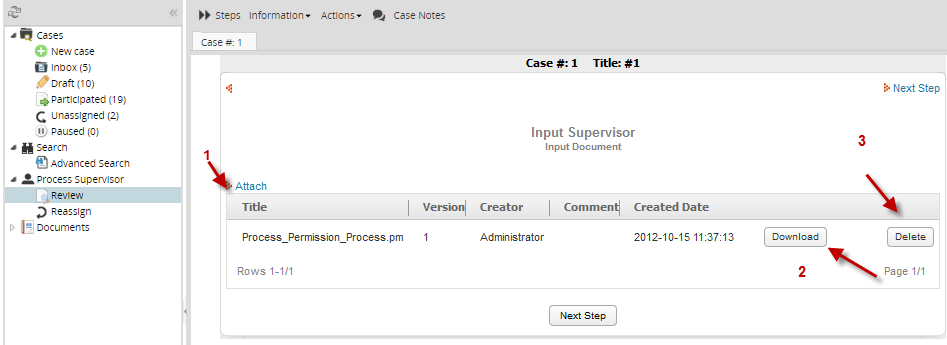 Cases
New case
Inbox (5)
Draft (10)
Participated (19)
Unassigned (2)
Paused (0)
Search
Advanced Search
Process Supervisor
Review
Reassign
Documents
Steps Information Actions Case Notes
Case #: 1
Case #: 1 Title: #1
Next Step
Input Supervisor
Input Document
1
3
Attach
Title Version Creator Comment Created Date
Process_Permission_Process.pm 1 Administrator 2012-10-15 11:37:13 Download Delete
Rows 1-1/1 2 Page 1/1
Next Step